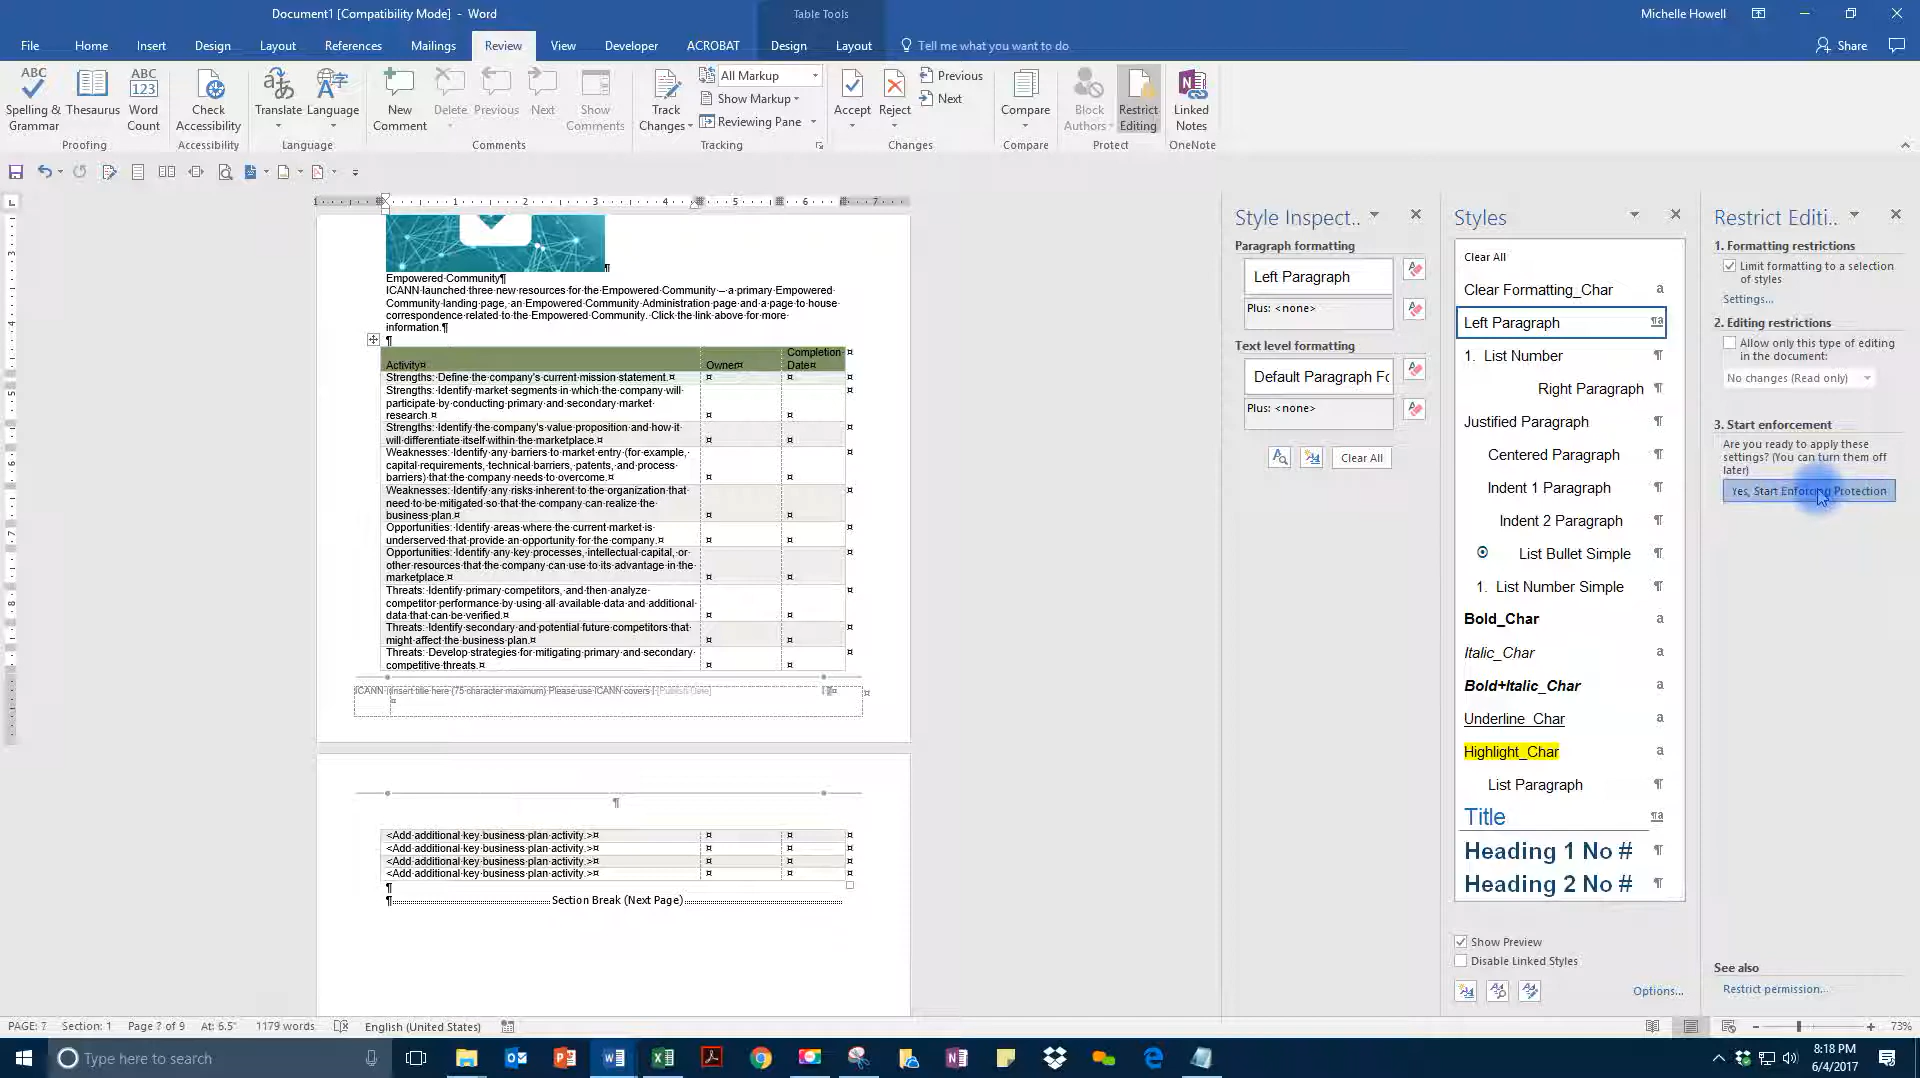 Document1 [Compatibility Mode] - Word
Table Tools
Michelle Howell
File Home Insert Design Layout References Mailings Review View Developer ACROBAT Design Layout Tell me what you want to do
Share
Spelling & Grammar
Thesaurus
Word Count
Proofing
Check Accessibility
Accessibility
Translate
Language
Language
New Comment
Delete
Previous
Next
Show Comments
Comments
Track Changes
All Markup
Show Markup
Reviewing Pane
Tracking
Accept
Reject
Previous
Next
Changes
Compare
Compare
Block Authors
Restrict Editing
Protect
Linked Notes
OneNote
Empowered·Community¶
ICANN·launched·three·new·resources·for·the·Empowered·Community·–·a·primary·Empowered·
Community·landing·page,·an·Empowered·Community·Administration·page·and·a·page·to·house·
correspondence·related·to·the·Empowered·Community.··Click·the·link·above·for·more·
information.¶
¶
Activity¤ Owner¤ Completion·Date¤ ¤
Strengths:·Define·the·company's·current·mission·statement.¤ ¤ ¤ ¤
Strengths:·Identify·market·segments·in·which·the·company·will·
participate·by·conducting·primary·and·secondary·market·
research.¤ ¤ ¤ ¤
Strengths:·Identify·the·company's·value·proposition·and·how·it·
will·differentiate·itself·within·the·marketplace.¤ ¤ ¤ ¤
Weaknesses:·Identify·any·barriers·to·market·entry·(for·example,·
capital·requirements,·technical·barriers,·patents,·and·process·
barriers)·that·the·company·needs·to·overcome.¤ ¤ ¤ ¤
Weaknesses:·Identify·any·risks·inherent·to·the·organization·that·
need·to·be·mitigated·so·that·the·company·can·realize·the·
business·plan.¤ ¤ ¤ ¤
Opportunities:·Identify·areas·where·the·current·market·is·
underserved·that·provide·an·opportunity·for·the·company.¤ ¤ ¤ ¤
Opportunities:·Identify·any·key·processes,·intellectual·capital,·or·
other·resources·that·the·company·can·use·to·its·advantage·in·the·
marketplace.¤ ¤ ¤ ¤
Threats:·Identify·primary·competitors,·and·then·analyze·
competitor·performance·by·using·all·available·data·and·additional·
data·that·can·be·verified.¤ ¤ ¤ ¤
Threats:·Identify·secondary·and·potential·future·competitors·that·
might·affect·the·business·plan.¤ ¤ ¤ ¤
Threats:·Develop·strategies·for·mitigating·primary·and·secondary·
competitive·threats.¤ ¤ ¤ ¤
ICANN | Insert title here (75 character maximum) Please use ICANN covers | [Publish Date]
¶
<Add·additional·key·business·plan·activity.>¤ ¤ ¤ ¤
<Add·additional·key·business·plan·activity.>¤ ¤ ¤ ¤
<Add·additional·key·business·plan·activity.>¤ ¤ ¤ ¤
<Add·additional·key·business·plan·activity.>¤ ¤ ¤ ¤
¶
¶ Section Break (Next Page)
Style Inspect..
Paragraph formatting
Left Paragraph
Plus: <none>
Text level formatting
Default Paragraph Fo
Plus: <none>
Clear All
Styles
Clear All
Clear Formatting_Char a
Left Paragraph ¶a
1. List Number ¶
Right Paragraph ¶
Justified Paragraph ¶
Centered Paragraph ¶
Indent 1 Paragraph ¶
Indent 2 Paragraph ¶
List Bullet Simple ¶
1. List Number Simple ¶
Bold_Char a
Italic_Char a
Bold+Italic_Char a
Underline_Char a
Highlight_Char a
List Paragraph ¶
Title ¶a
Heading 1 No # ¶
Heading 2 No # ¶
Show Preview
Disable Linked Styles
Options...
Restrict Editi..
1. Formatting restrictions
Limit formatting to a selection
of styles
Settings...
2. Editing restrictions
Allow only this type of editing
in the document:
No changes (Read only)
3. Start enforcement
Are you ready to apply these
settings? (You can turn them off
later)
Yes, Start Enforcing Protection
See also
Restrict permission...
PAGE: 7 Section: 1 Page 7 of 9 At: 6.5" 1179 words English (United States)
73%
Type here to search
8:18 PM
6/4/2017